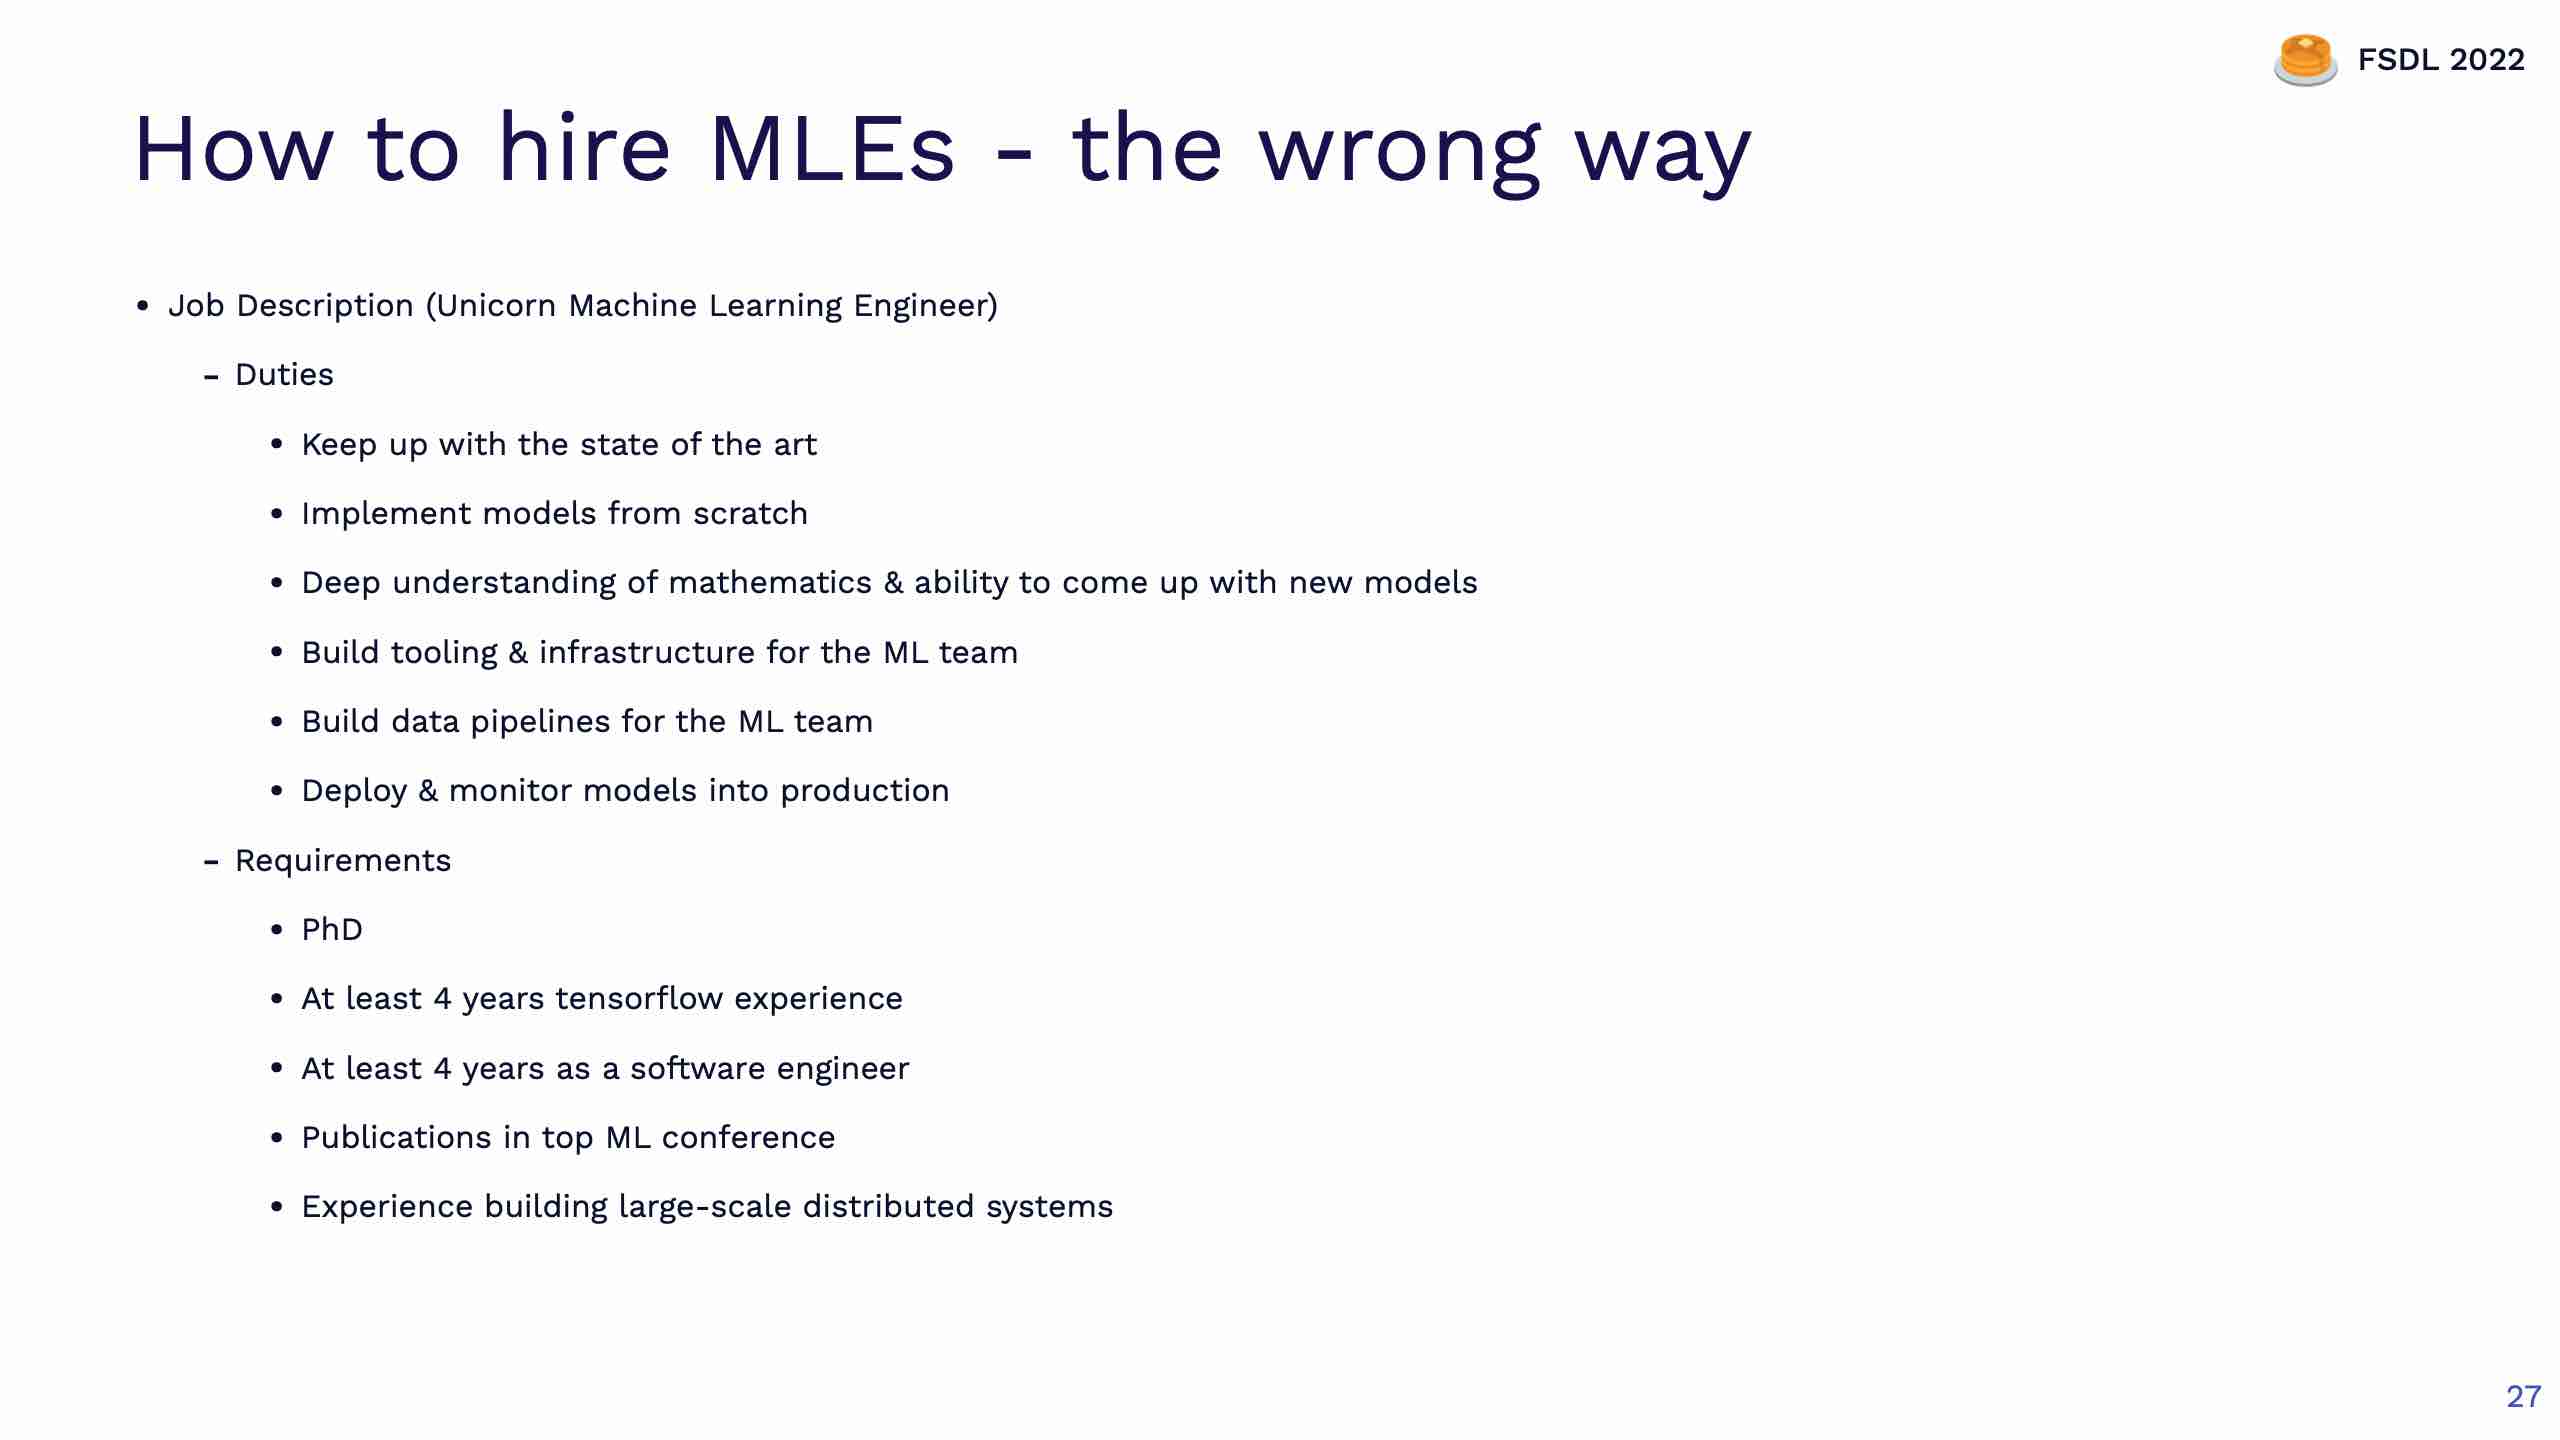 FSDL 2022
How to hire MLEs - the wrong way
• Job Description (Unicorn Machine Learning Engineer)
- Duties
• Keep up with the state of the art
• Implement models from scratch
• Deep understanding of mathematics & ability to come up with new models
• Build tooling & infrastructure for the ML team
• Build data pipelines for the ML team
• Deploy & monitor models into production
- Requirements
• PhD
• At least 4 years tensorflow experience
• At least 4 years as a software engineer
• Publications in top ML conference
• Experience building large-scale distributed systems
27